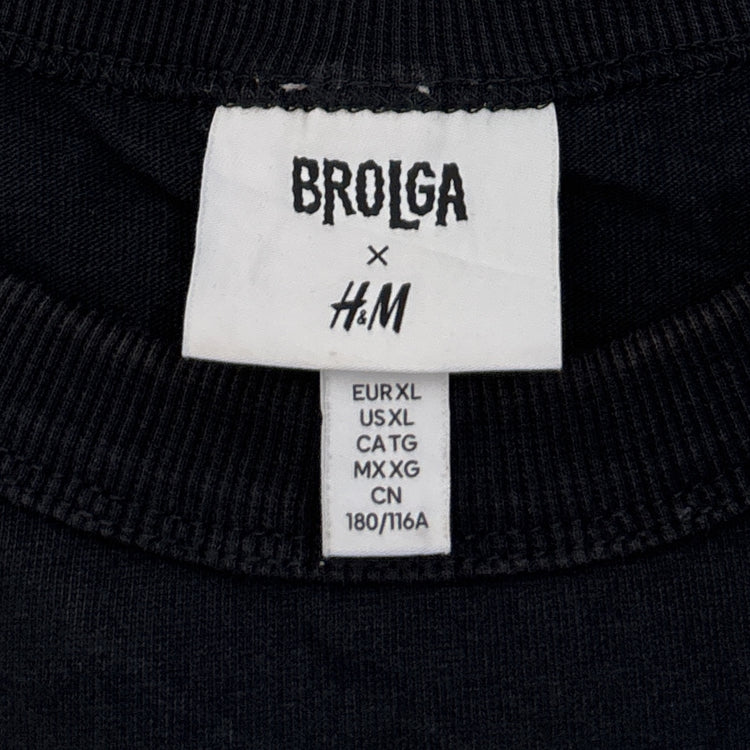 BROLGA
×
H&M
EUR XL
US XL
CA TG
MX XG
CN
180/116A